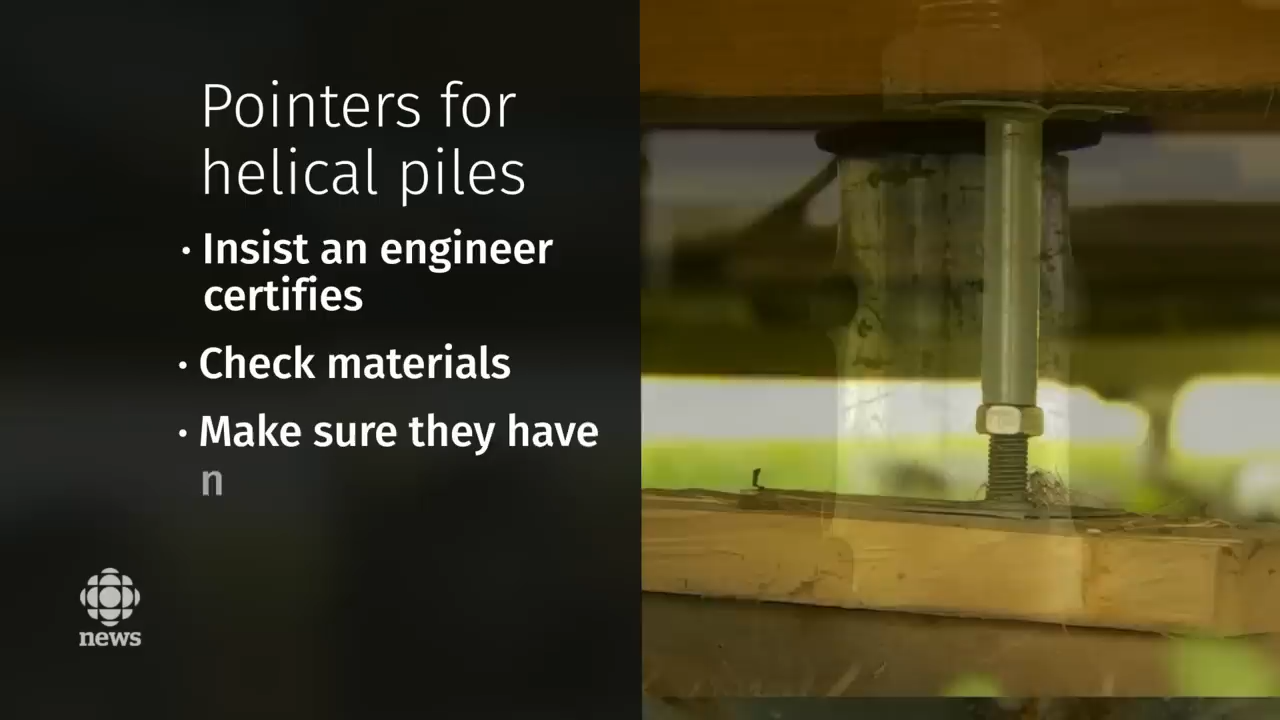 Pointers for
helical piles
· Insist an engineer
certifies
· Check materials
· Make sure they have
n
news